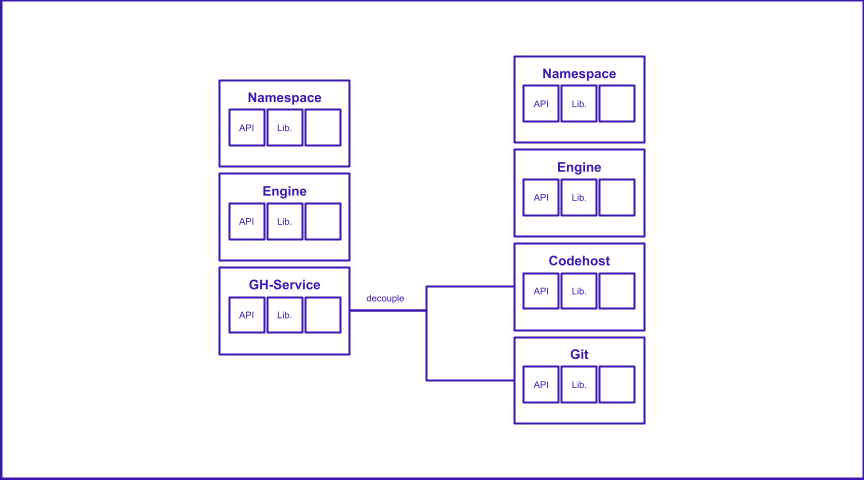 Namespace
API Lib.
Engine
API Lib.
GH-Service
API Lib.
decouple
Namespace
API Lib.
Engine
API Lib.
Codehost
API Lib.
Git
API Lib.